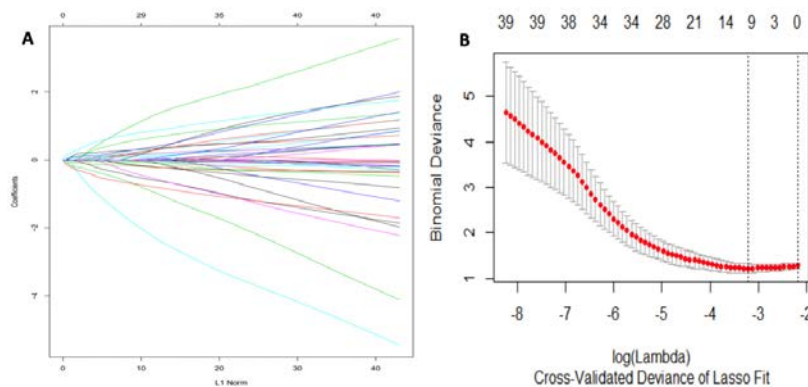 A
0 29 38 39 40
Coefficients
2
0
-2
-4
0 10 20 30 40
L1 Norm
B
39 39 38 34 34 21 14 9 3 0
Binomial Deviance
5
4
3
2
1
-8 -7 -6 -5 -4 -3 -2
log(Lambda)
Cross-Validated Deviance of Lasso Fit